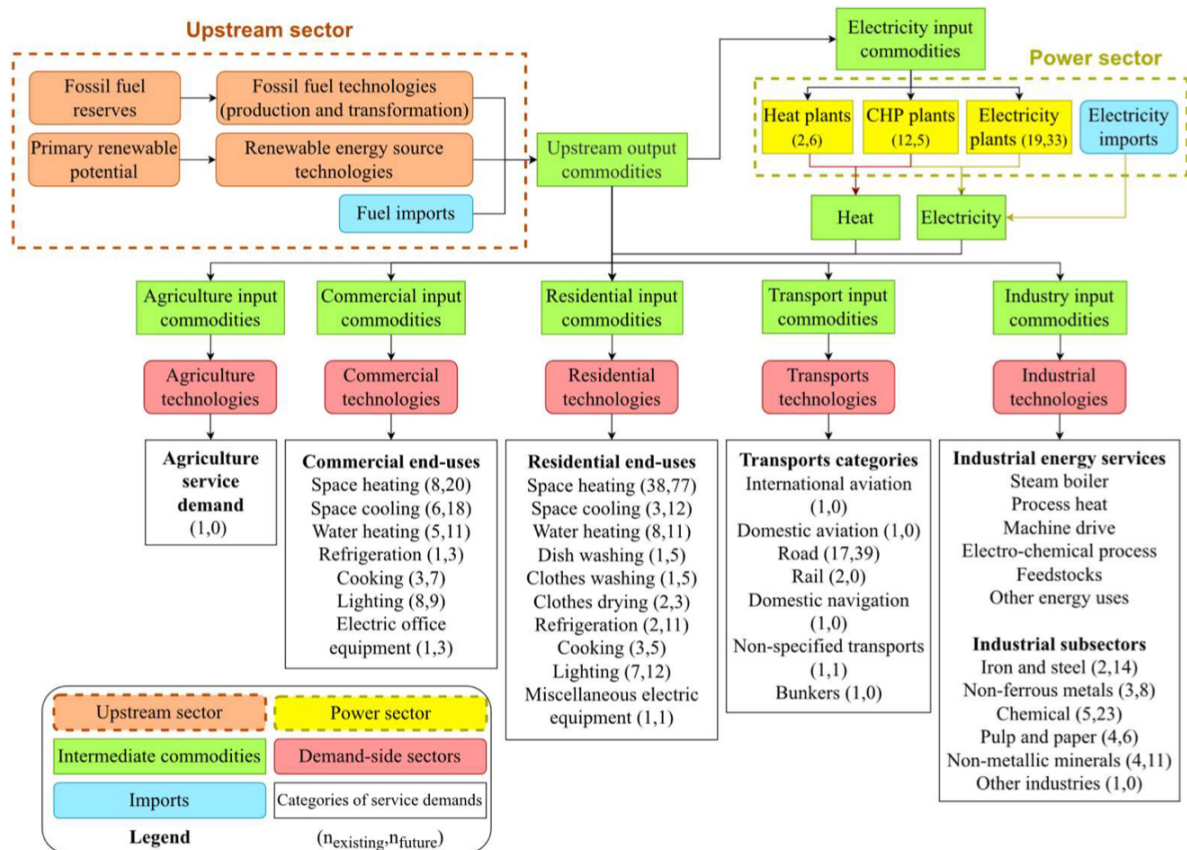 Upstream sector
Fossil fuel
reserves
Fossil fuel technologies
(production and transformation)
Primary renewable
potential
Renewable energy source
technologies
Fuel imports
Upstream output
commodities
Electricity input
commodities
Power sector
Heat plants
(2,6)
CHP plants
(12,5)
Electricity
plants (19,33)
Electricity
imports
Heat
Electricity
Agriculture input
commodities
Commercial input
commodities
Residential input
commodities
Transport input
commodities
Industry input
commodities
Agriculture
technologies
Commercial
technologies
Residential
technologies
Transports
technologies
Industrial
technologies
Agriculture
service
demand
(1,0)
Commercial end-uses
Space heating (8,20)
Space cooling (6,18)
Water heating (5,11)
Refrigeration (1,3)
Cooking (3,7)
Lighting (8,9)
Electric office
equipment (1,3)
Residential end-uses
Space heating (38,77)
Space cooling (3,12)
Water heating (8,11)
Dish washing (1,5)
Clothes washing (1,5)
Clothes drying (2,3)
Refrigeration (2,11)
Cooking (3,5)
Lighting (7,12)
Miscellaneous electric
equipment (1,1)
Transports categories
International aviation
(1,0)
Domestic aviation (1,0)
Road (17,39)
Rail (2,0)
Domestic navigation
(1,0)
Non-specified transports
(1,1)
Bunkers (1,0)
Industrial energy services
Steam boiler
Process heat
Machine drive
Electro-chemical process
Feedstocks
Other energy uses
Industrial subsectors
Iron and steel (2,14)
Non-ferrous metals (3,8)
Chemical (5,23)
Pulp and paper (4,6)
Non-metallic minerals (4,11)
Other industries (1,0)
Upstream sector
Power sector
Intermediate commodities
Demand-side sectors
Imports
Categories of service demands
Legend
(nexisting,nfuture)